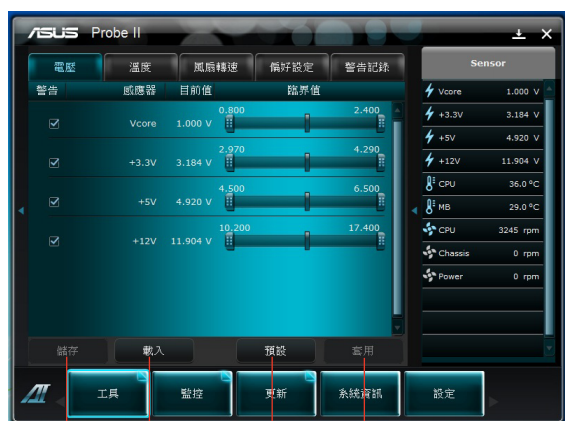 ASUS Probe II
電壓 溫度 風扇轉速 偏好設定 警告記錄
警告 感應器 目前值 臨界值
0.800 2.400
Vcore 1.000 V
2.970 4.290
+3.3V 3.184 V
4.500 6.500
+5V 4.920 V
10.200 17.400
+12V 11.904 V
儲存 載入 預設 套用
Sensor
Vcore 1.000 V
+3.3V 3.184 V
+5V 4.920 V
+12V 11.904 V
CPU 36.0 ºC
MB 29.0 ºC
CPU 3245 rpm
Chassis 0 rpm
Power 0 rpm
AI 工具 監控 更新 系統資訊 設定